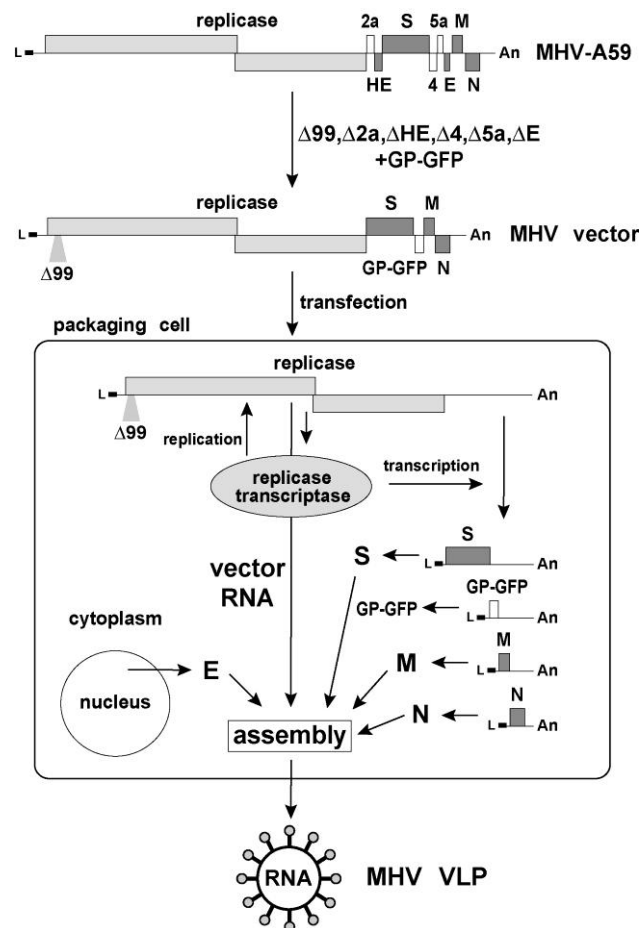 replicase 2a S 5a M
L An MHV-A59
HE 4 E N
Δ99,Δ2a,ΔHE,Δ4,Δ5a,ΔE
+GP-GFP
replicase S M
L An MHV vector
Δ99 GP-GFP N
transfection
packaging cell
replicase
L An
Δ99
replication
replicase
transcriptase
transcription
S
S L An
vector
RNA
GP-GFP
GP-GFP L An
cytoplasm
M
E M L An
nucleus
N
N L An
assembly
RNA MHV VLP